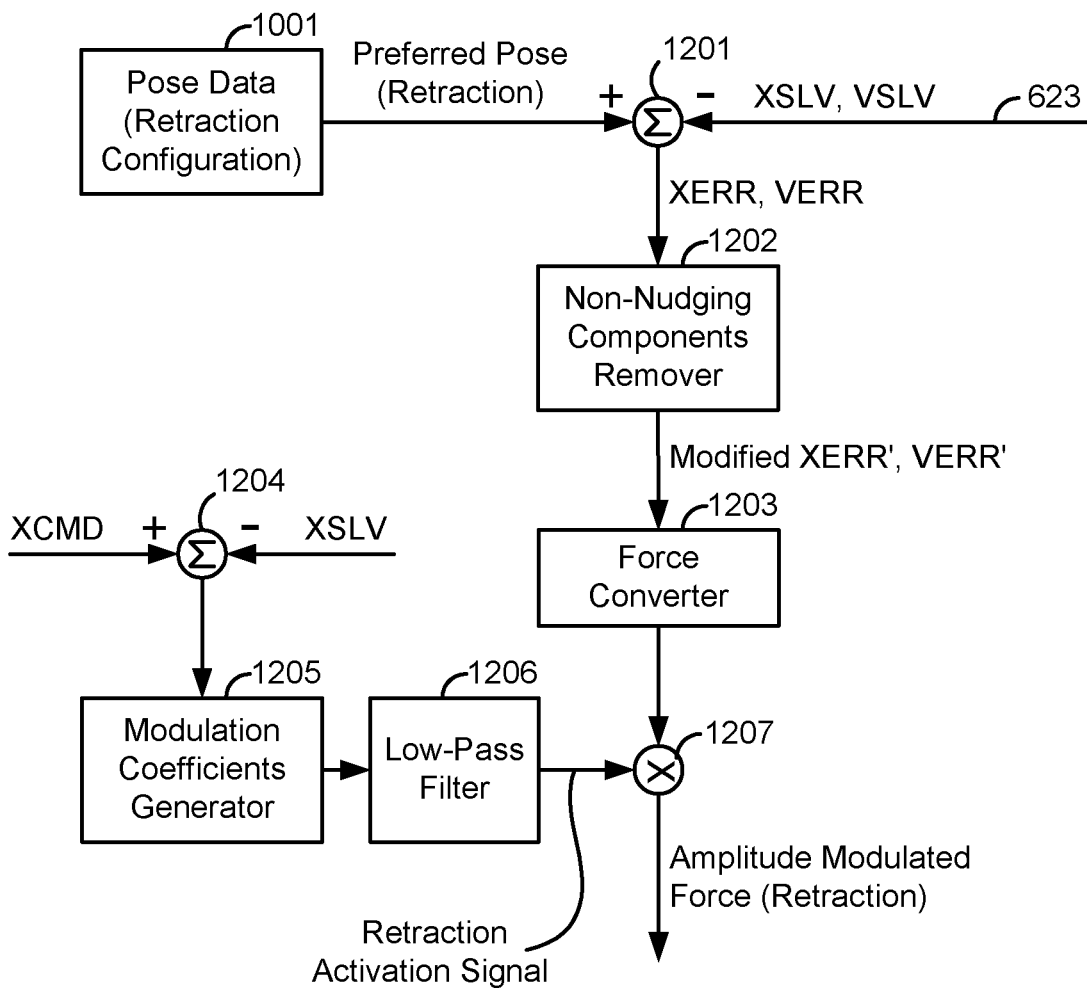 1001
Pose Data
(Retraction
Configuration)
Preferred Pose
(Retraction)
1201
+
Σ
-
XSLV, VSLV
623
XERR, VERR
1202
Non-Nudging
Components
Remover
Modified XERR', VERR'
1203
Force
Converter
1204
XCMD
+
Σ
-
XSLV
1205
Modulation
Coefficients
Generator
1206
Low-Pass
Filter
1207
X
Retraction
Activation Signal
Amplitude Modulated
Force (Retraction)